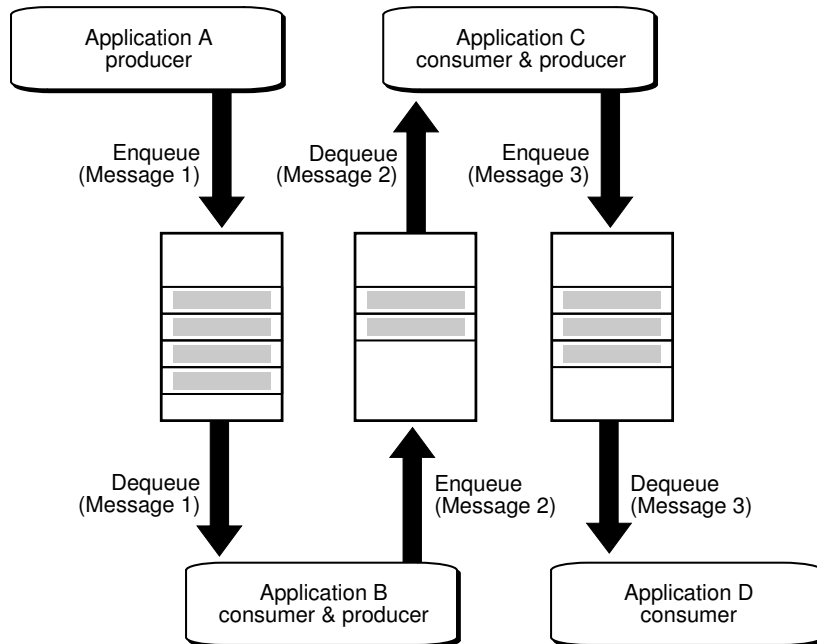 Application A
producer
Application C
consumer & producer
Enqueue
(Message 1)
Dequeue
(Message 2)
Enqueue
(Message 3)
Dequeue
(Message 1)
Enqueue
(Message 2)
Dequeue
(Message 3)
Application B
consumer & producer
Application D
consumer